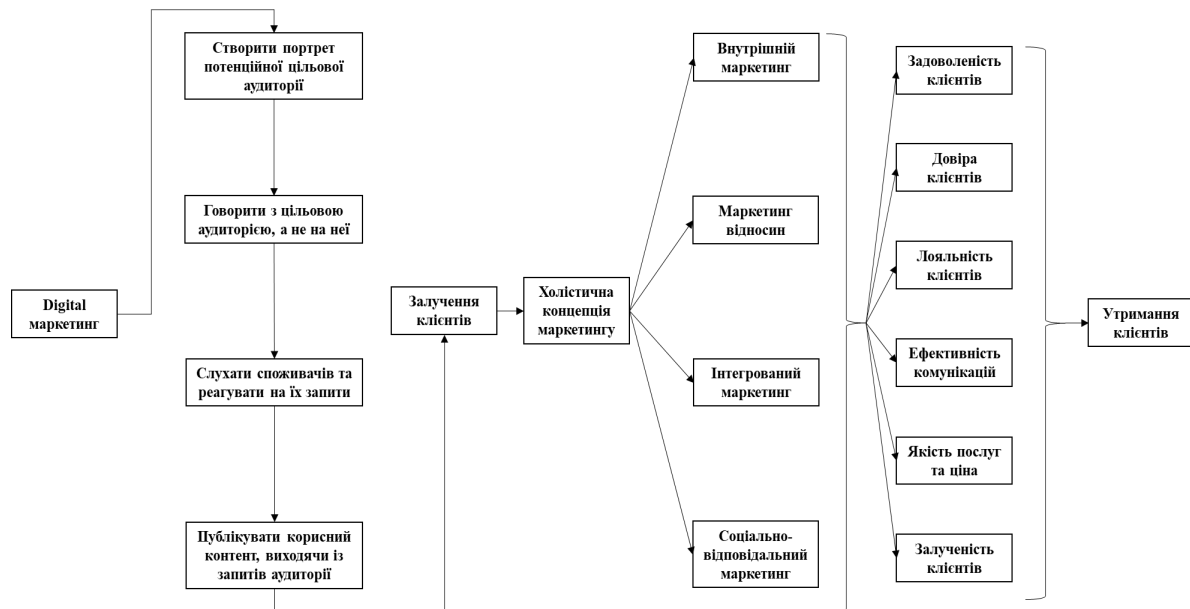 Digital
маркетинг
Створити портрет
потенційної цільової
аудиторії
Говорити з цільовою
аудиторією, а не на неї
Слухати споживачів та
реагувати на їх запити
Публікувати корисний
контент, виходячи із
запитів аудиторії
Залучення
клієнтів
Холістична
концепція
маркетингу
Внутрішній
маркетинг
Маркетинг
відносин
Інтегрований
маркетинг
Соціально-
відповідальний
маркетинг
Задоволеність
клієнтів
Довіра
клієнтів
Лояльність
клієнтів
Ефективність
комунікацій
Якість послуг
та ціна
Залученість
клієнтів
Утримання
клієнтів